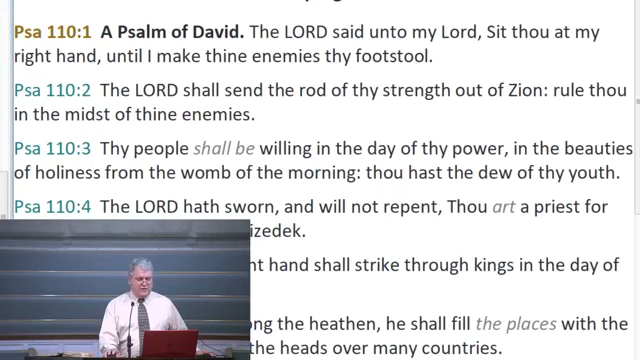 Psa 110:1 A Psalm of David. The LORD said unto my Lord, Sit thou at my
right hand, until I make thine enemies thy footstool.
Psa 110:2 The LORD shall send the rod of thy strength out of Zion: rule thou
in the midst of thine enemies.
Psa 110:3 Thy people shall be willing in the day of thy power, in the beauties
of holiness from the womb of the morning: thou hast the dew of thy youth.
Psa 110:4 The LORD hath sworn, and will not repent, Thou art a priest for
izedek.
nt hand shall strike through kings in the day of
ong the heathen, he shall fill the places with the
the heads over many countries.